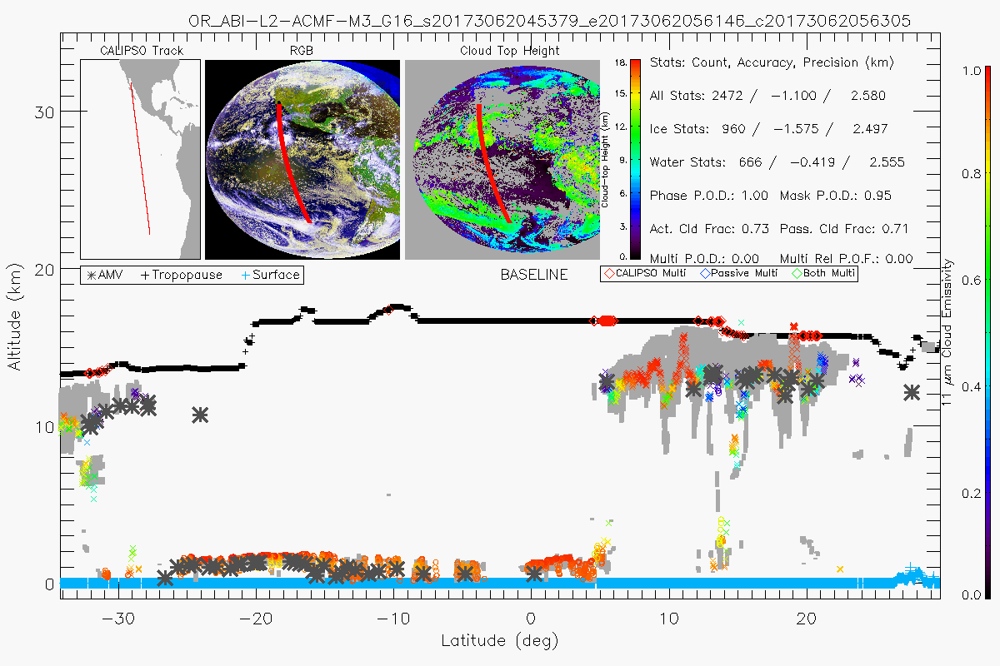 OR_ABI-L2-ACMF-M3_G16_s20173062045379_e20173062056146_c20173062056305
CALIPSO Track
RGB
Cloud Top Height
18.
15.
12.
9.
6.
3.
0.
Cloud-top Height (km)
Stats: Count, Accuracy, Precision (km)
All Stats: 2472 / -1.100 / 2.580
Ice Stats: 960 / -1.575 / 2.497
Water Stats: 666 / -0.419 / 2.555
Phase P.O.D.: 1.00 Mask P.O.D.: 0.95
Act. Cld Frac: 0.73 Pass. Cld Frac: 0.71
Multi P.O.D.: 0.00 Multi Rel P.O.F.: 0.00
AMV Tropopause Surface
BASELINE
CALIPSO Multi Passive Multi Both Multi
30
20
10
0
Altitude (km)
-30 -20 -10 0 10 20
Latitude (deg)
1.0
0.8
0.6
0.4
0.2
0.0
11 μm Cloud Emissivity